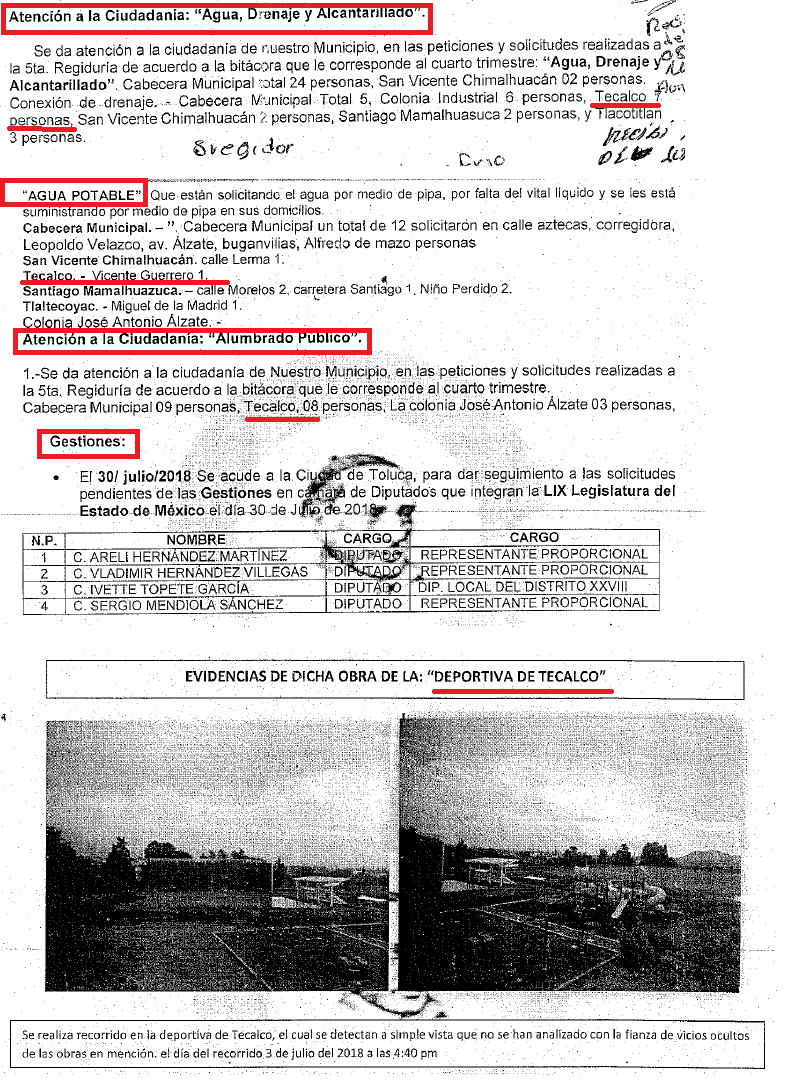 Atención a la Ciudadanía: "Agua, Drenaje y Alcantarillado".
Se da atención a la ciudadanía de nuestro Municipio, en las peticiones y solicitudes realizadas a
la 5ta. Regiduría de acuerdo a la bitácora que le corresponde al cuarto trimestre: "Agua, Drenaje y
Alcantarillado". Cabecera Municipal total 24 personas, San Vicente Chimalhuacán 02 personas.
Conexión de drenaje. - Cabecera Municipal Total 5, Colonia Industrial 6 personas, Tecalco 7
personas, San Vicente Chimalhuacán 2 personas, Santiago Mamalhuasuca 2 personas, y Tlacotitlan
3 personas.
"AGUA POTABLE" Que están solicitando el agua por medio de pipa, por falta del vital líquido y se les está
suministrando por medio de pipa en sus domicilios.
Cabecera Municipal. – ". Cabecera Municipal un total de 12 solicitarón en calle aztecas, corregidora,
Leopoldo Velazco, av. Álzate, buganvilias, Alfredo de mazo personas
San Vicente Chimalhuacán. calle Lerma 1.
Tecalco. - Vicente Guerrero 1.
Santiago Mamalhuazuca. – calle Morelos 2, carretera Santiago 1, Niño Perdido 2.
Tlaltecoyac. - Miguel de la Madrid 1.
Colonia José Antonio Álzate. -
Atención a la Ciudadanía: "Alumbrado Público".
1.-Se da atención a la ciudadanía de Nuestro Municipio, en las peticiones y solicitudes realizadas a
la 5ta. Regiduría de acuerdo a la bitácora que le corresponde al cuarto trimestre.
Cabecera Municipal 09 personas, Tecalco, 08 personas, La colonia José Antonio Álzate 03 personas,
Gestiones:
• El 30/ julio/2018 Se acude a la Ciudad de Toluca, para dar seguimiento a las solicitudes
pendientes de las Gestiones en cámara de Diputados que integran la LIX Legislatura del
Estado de México el día 30 de Julio de 2018
N.P. NOMBRE CARGO CARGO
1 C. ARELI HERNÁNDEZ MARTÍNEZ DIPUTADO REPRESENTANTE PROPORCIONAL
2 C. VLADIMIR HERNÁNDEZ VILLEGAS DIPUTADO REPRESENTANTE PROPORCIONAL
3 C. IVETTE TOPETE GARCÍA DIPUTADO DIP. LOCAL DEL DISTRITO XXVIII
4 C. SERGIO MENDIOLA SÁNCHEZ DIPUTADO REPRESENTANTE PROPORCIONAL
EVIDENCIAS DE DICHA OBRA DE LA: "DEPORTIVA DE TECALCO"
Se realiza recorrido en la deportiva de Tecalco, el cual se detectan a simple vista que no se han analizado con la fianza de vicios ocultos
de las obras en mención. el día del recorrido 3 de julio del 2018 a las 4:40 pm